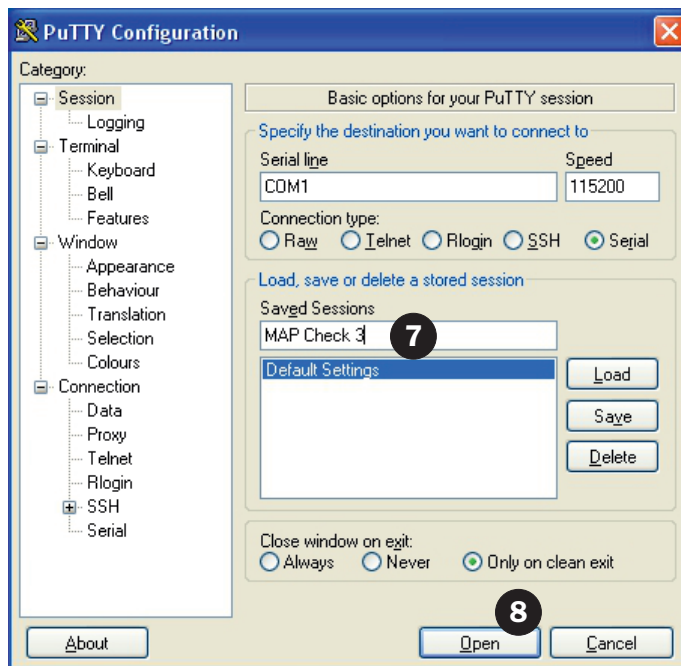 PuTTY Configuration
Category:
Session
Logging
Terminal
Keyboard
Bell
Features
Window
Appearance
Behaviour
Translation
Selection
Colours
Connection
Data
Proxy
Telnet
Rlogin
SSH
Serial
Basic options for your PuTTY session
Specify the destination you want to connect to
Serial line Speed
COM1 115200
Connection type:
Raw Telnet Rlogin SSH Serial
Load, save or delete a stored session
Saved Sessions
MAP Check 3 7
Default Settings
Load
Save
Delete
Close window on exit:
Always Never Only on clean exit
8
About Open Cancel